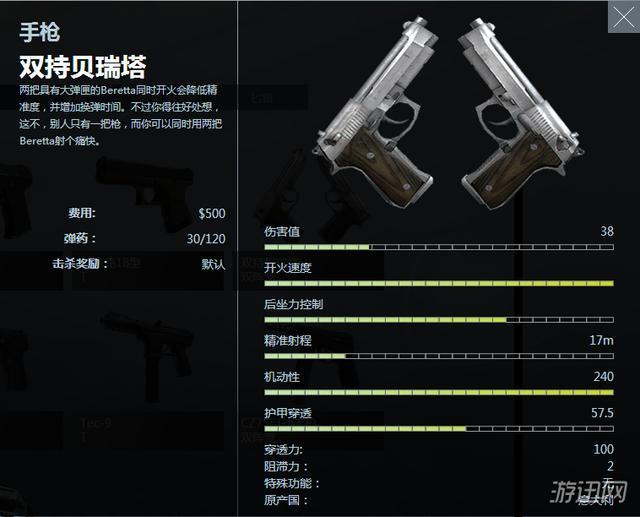 手枪
双持贝瑞塔
两把具有大弹匣的Beretta同时开火会降低精
准度，并增加换弹时间。不过你得往好处想，
这不，别人只有一把枪，而你可以同时用两把
Beretta射个痛快。
费用: $500
弹药： 30/120
击杀奖励： 默认
伤害值 38
开火速度
后坐力控制
精准射程 17m
机动性 240
护甲穿透 57.5
穿透力: 100
阻滞力： 2
特殊功能： 无
原产国： 意大利
Tec-9
T
游讯网